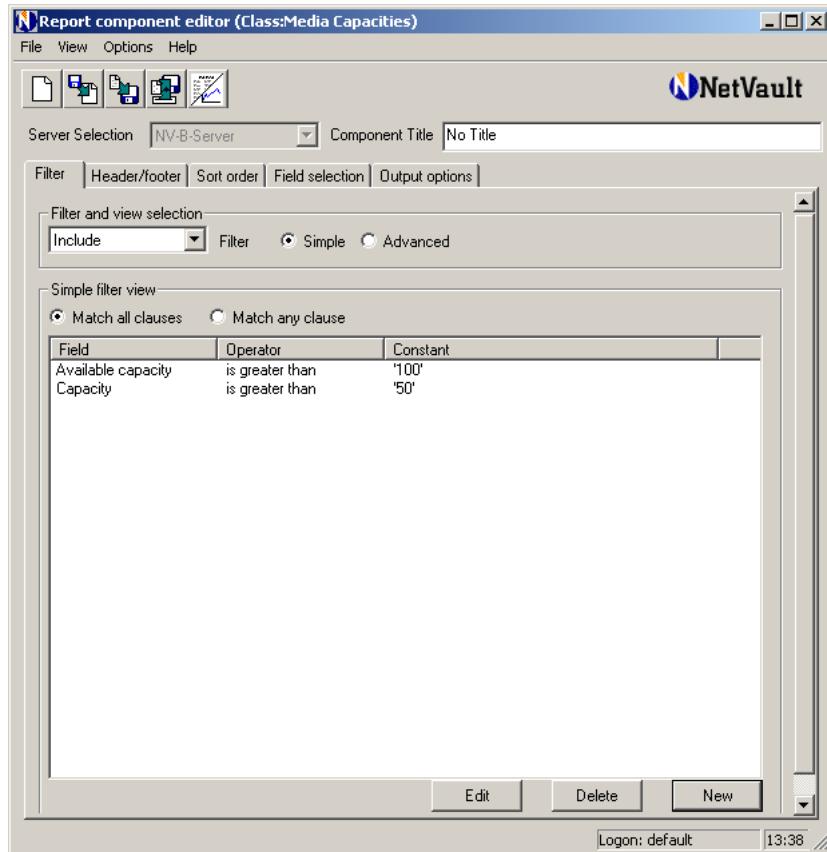 Report component editor (Class:Media Capacities)
File View Options Help
NetVault
Server Selection NV-B-Server Component Title No Title
Filter Header/footer Sort order Field selection Output options
Filter and view selection
Include Filter Simple Advanced
Simple filter view
Match all clauses Match any clause
Field Operator Constant
Available capacity is greater than '100'
Capacity is greater than '50'
Edit Delete New
Logon: default 13:38